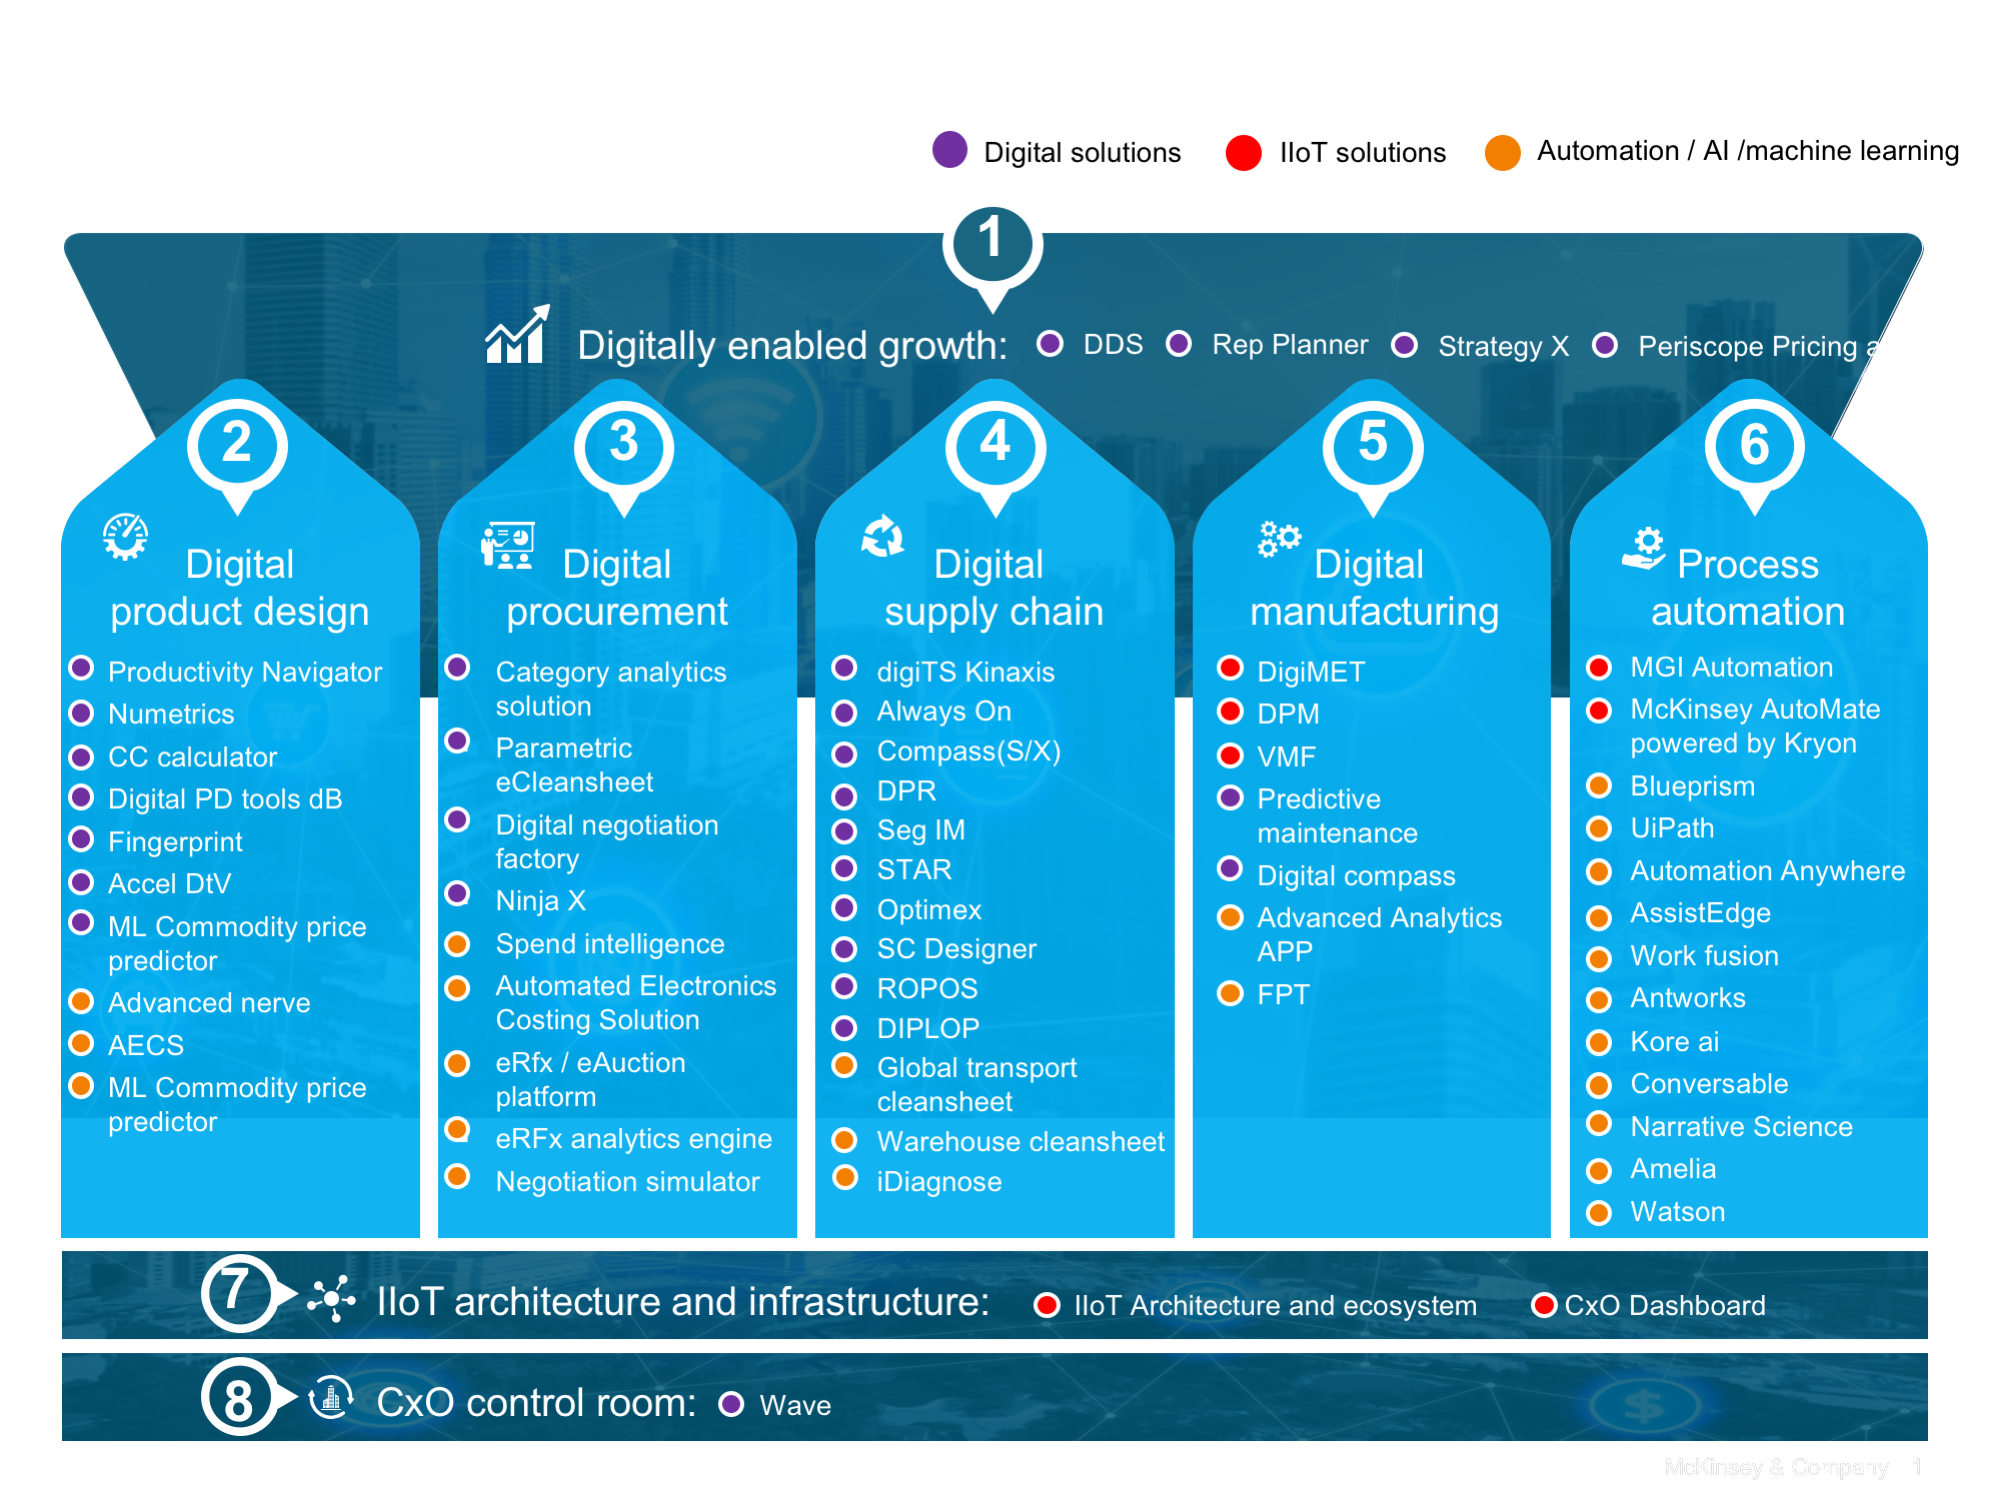 Digital solutions
IIoT solutions
Automation / AI /machine learning
1
Digitally enabled growth:
DDS
Rep Planner
Strategy X
Periscope Pricing a
2
Digital
product design
Productivity Navigator
Numetrics
CC calculator
Digital PD tools dB
Fingerprint
Accel DtV
ML Commodity price
predictor
Advanced nerve
AECS
ML Commodity price
predictor
3
Digital
procurement
Category analytics
solution
Parametric
eCleansheet
Digital negotiation
factory
Ninja X
Spend intelligence
Automated Electronics
Costing Solution
eRfx / eAuction
platform
eRFx analytics engine
Negotiation simulator
4
Digital
supply chain
digiTS Kinaxis
Always On
Compass(S/X)
DPR
Seg IM
STAR
Optimex
SC Designer
ROPOS
DIPLOP
Global transport
cleansheet
Warehouse cleansheet
iDiagnose
5
Digital
manufacturing
DigiMET
DPM
VMF
Predictive
maintenance
Digital compass
Advanced Analytics
APP
FPT
6
Process
automation
MGI Automation
McKinsey AutoMate
powered by Kryon
Blueprism
UiPath
Automation Anywhere
AssistEdge
Work fusion
Antworks
Kore ai
Conversable
Narrative Science
Amelia
Watson
7
IIoT architecture and infrastructure:
IIoT Architecture and ecosystem
CxO Dashboard
8
CxO control room:
Wave
McKinsey & Company 1